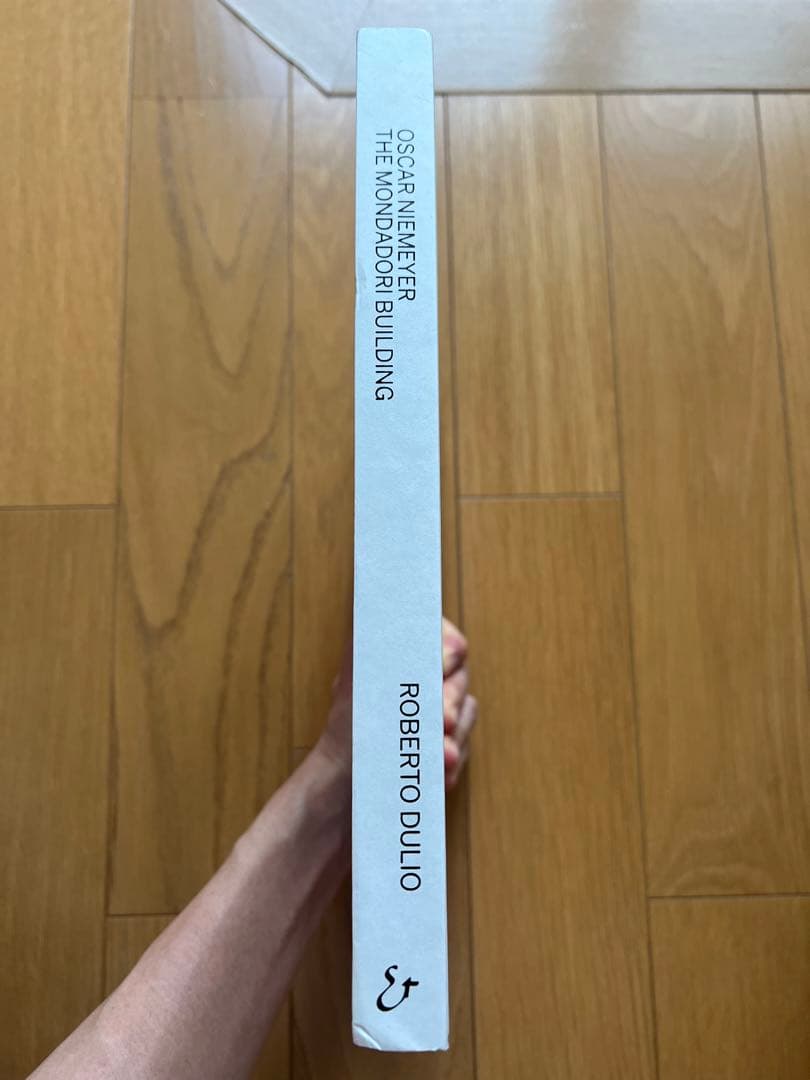 OSCAR NIEMEYER
THE MONDADORI BUILDING
ROBERTO DULIO